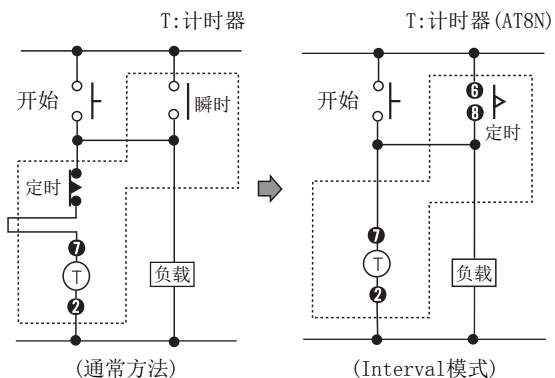 T:计时器
T:计时器(AT8N)
开始
瞬时
定时
7
T
2
负载
(通常方法)
开始
6
8
定时
7
T
2
负载
(Interval模式)